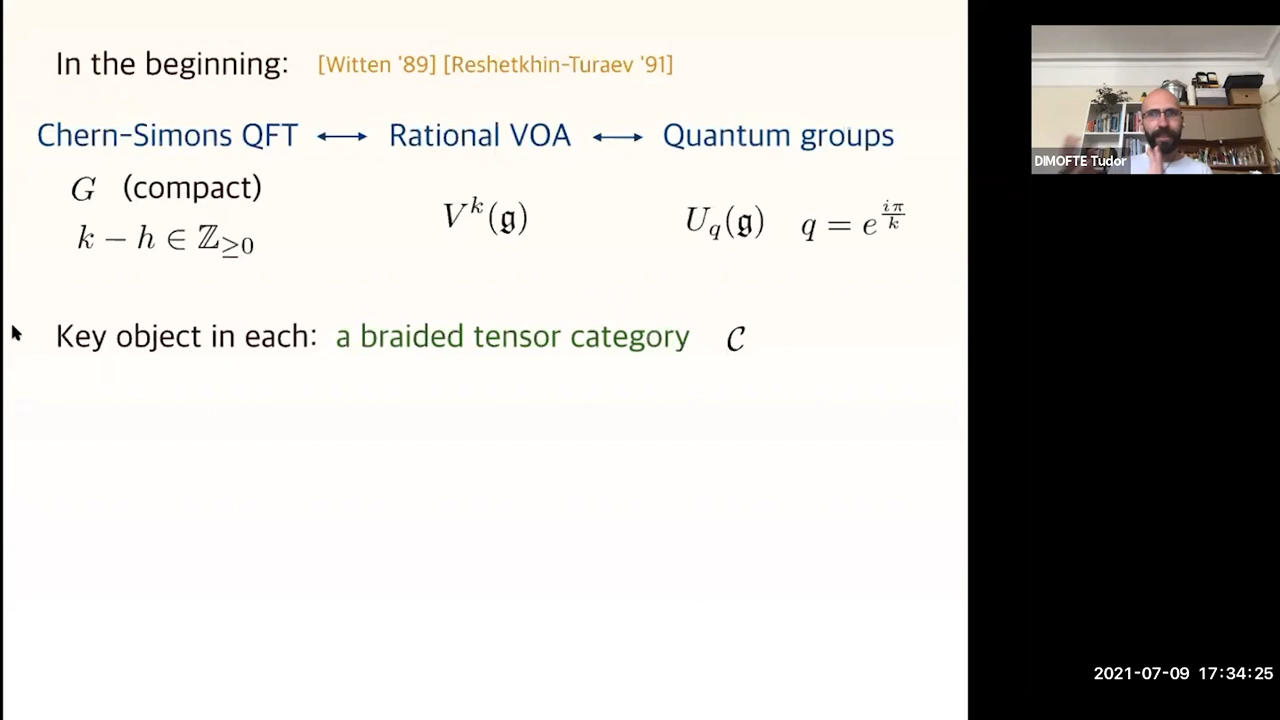 In the beginning: [Witten '89] [Reshetkhin-Turaev '91]
Chern-Simons QFT ⟷ Rational VOA ⟷ Quantum groups
G (compact)
k − h ∈ ℤ≥0
V^k(𝔤)
U_q(𝔤) q = e^{iπ/k}
Key object in each: a braided tensor category 𝒞
DIMOFTE Tudor
2021-07-09 17:34:25